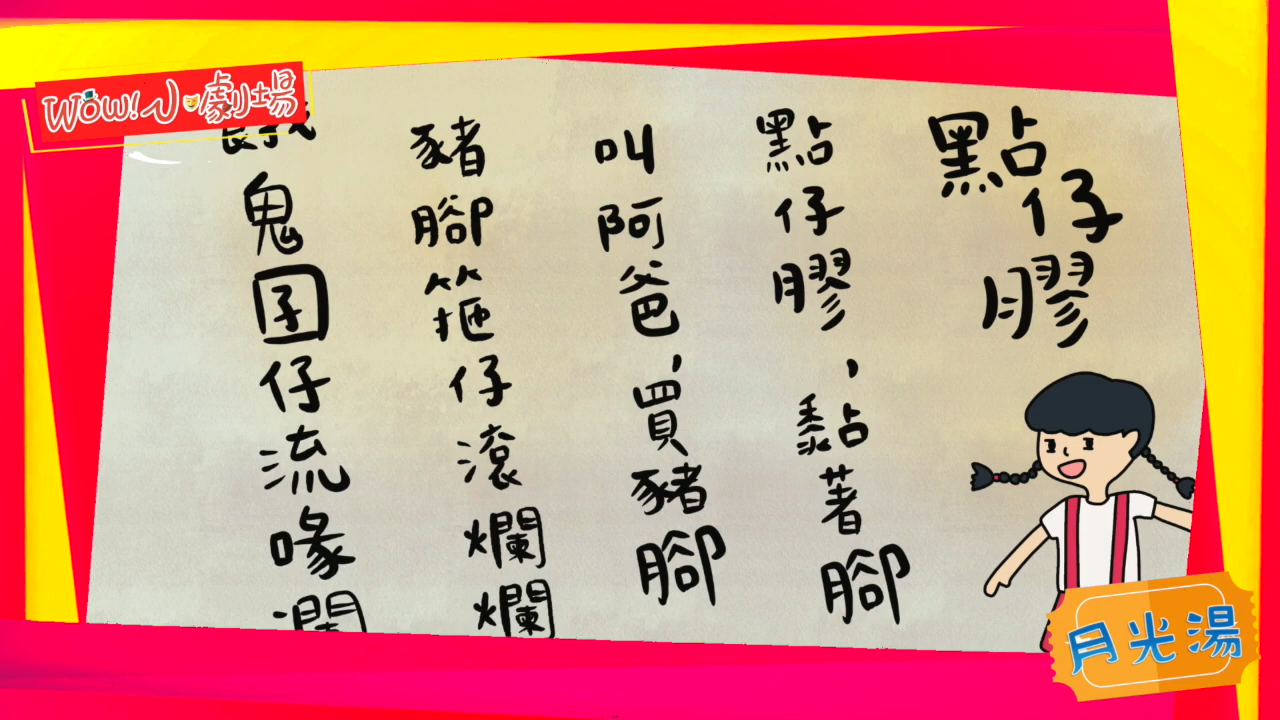 WOW!小劇場
點仔膠
點仔膠，黏著腳
叫阿爸，買豬腳
豬腳箍仔滾爛爛
餓鬼囝仔流喙瀾
月光湯